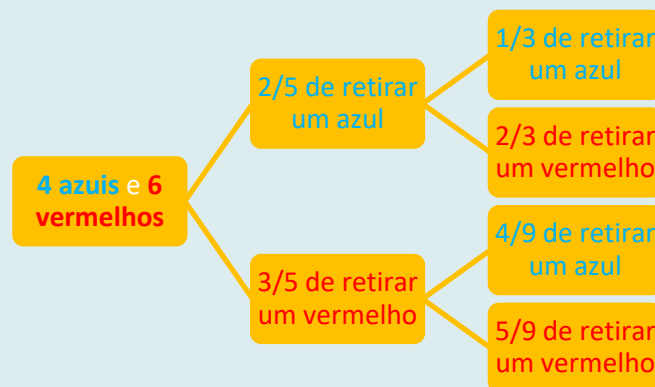 4 azuis e 6
vermelhos
2/5 de retirar
um azul
1/3 de retirar
um azul
2/3 de retirar
um vermelho
3/5 de retirar
um vermelho
4/9 de retirar
um azul
5/9 de retirar
um vermelho